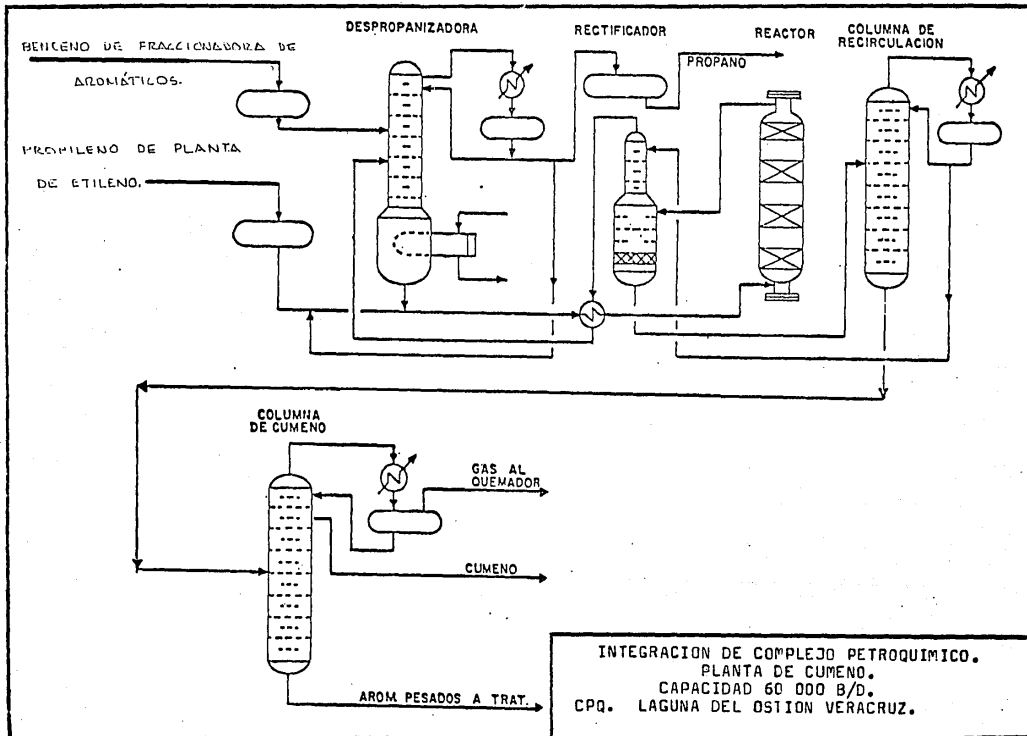 DESPROPANIZADORA
RECTIFICADOR
REACTOR
COLUMNA DE
RECIRCULACION
BENCENO DE FRACCIONADORA DE
AROMÁTICOS.
PROPANO
PROPILENO DE PLANTA
DE ETILENO.
COLUMNA
DE CUMENO
GAS AL
QUEMADOR
CUMENO
AROM. PESADOS A TRAT.
INTEGRACION DE COMPLEJO PETROQUIMICO.
PLANTA DE CUMENO.
CAPACIDAD 60 000 B/D.
CPQ. LAGUNA DEL OSTION VERACRUZ.